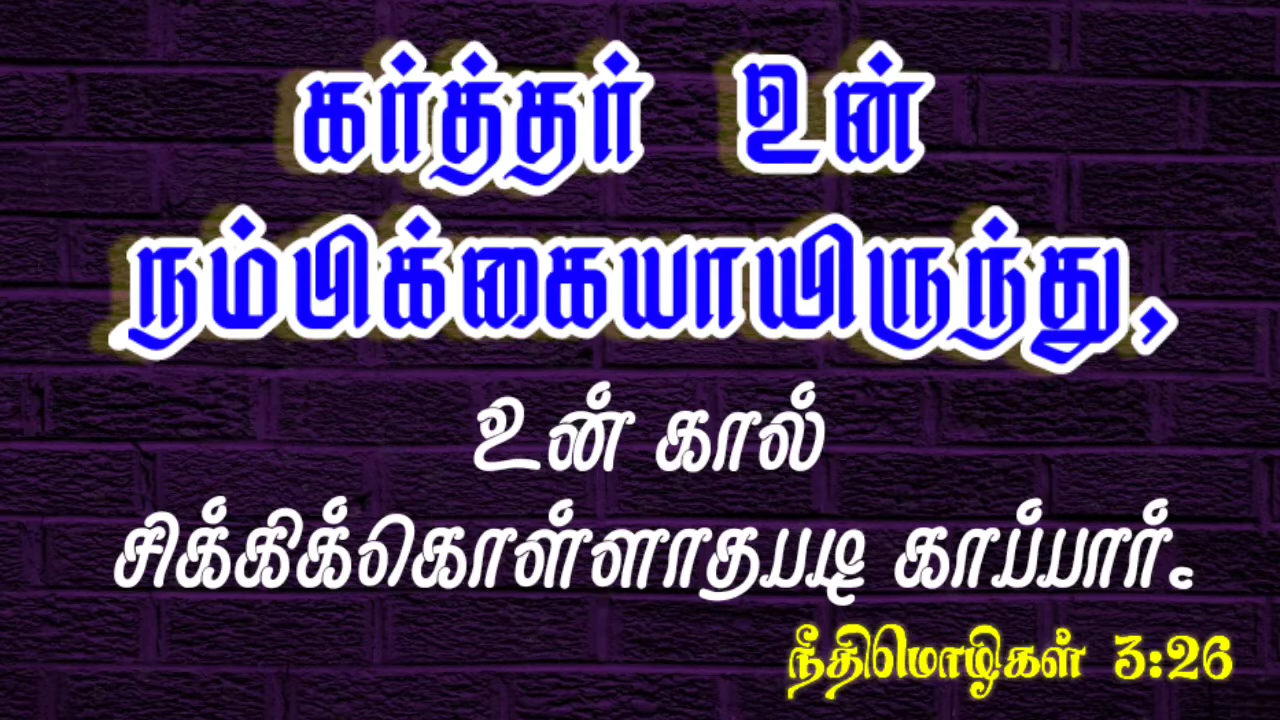 கர்த்தர் உன்
நம்பிக்கையாயிருந்து,
உன் கால்
சிக்கிக்கொள்ளாதபடி காப்பார்.
நீதிமொழிகள் 3:26